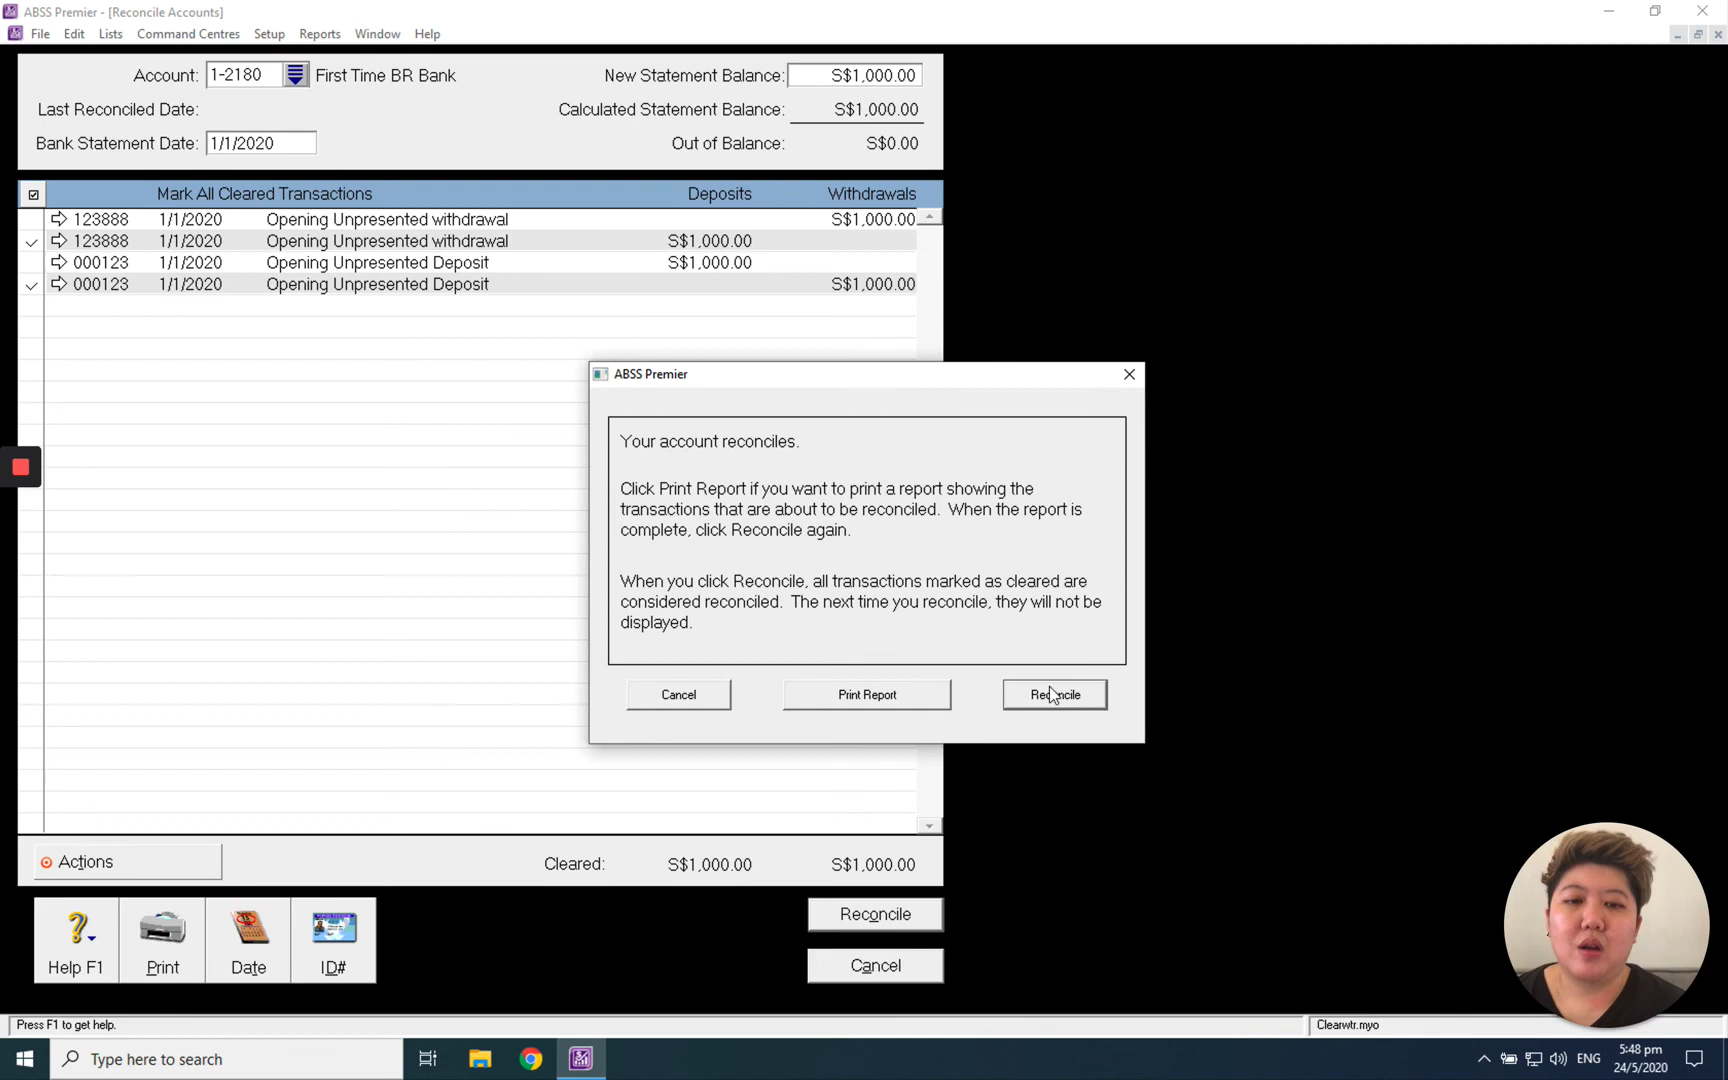 ABSS Premier - [Reconcile Accounts]
File Edit Lists Command Centres Setup Reports Window Help
Account: 1-2180 First Time BR Bank New Statement Balance: S$1,000.00
Last Reconciled Date: Calculated Statement Balance: S$1,000.00
Bank Statement Date: 1/1/2020 Out of Balance: S$0.00
Mark All Cleared Transactions Deposits Withdrawals
123888 1/1/2020 Opening Unpresented withdrawal S$1,000.00
123888 1/1/2020 Opening Unpresented withdrawal S$1,000.00
000123 1/1/2020 Opening Unpresented Deposit S$1,000.00
000123 1/1/2020 Opening Unpresented Deposit S$1,000.00
ABSS Premier
Your account reconciles.
Click Print Report if you want to print a report showing the
transactions that are about to be reconciled. When the report is
complete, click Reconcile again.
When you click Reconcile, all transactions marked as cleared are
considered reconciled. The next time you reconcile, they will not be
displayed.
Cancel Print Report Reconcile
Actions Cleared: S$1,000.00 S$1,000.00
Help F1 Print Date ID#
Reconcile
Cancel
Press F1 to get help. Clearwtr.myo
Type here to search ENG 5:48 pm
24/5/2020